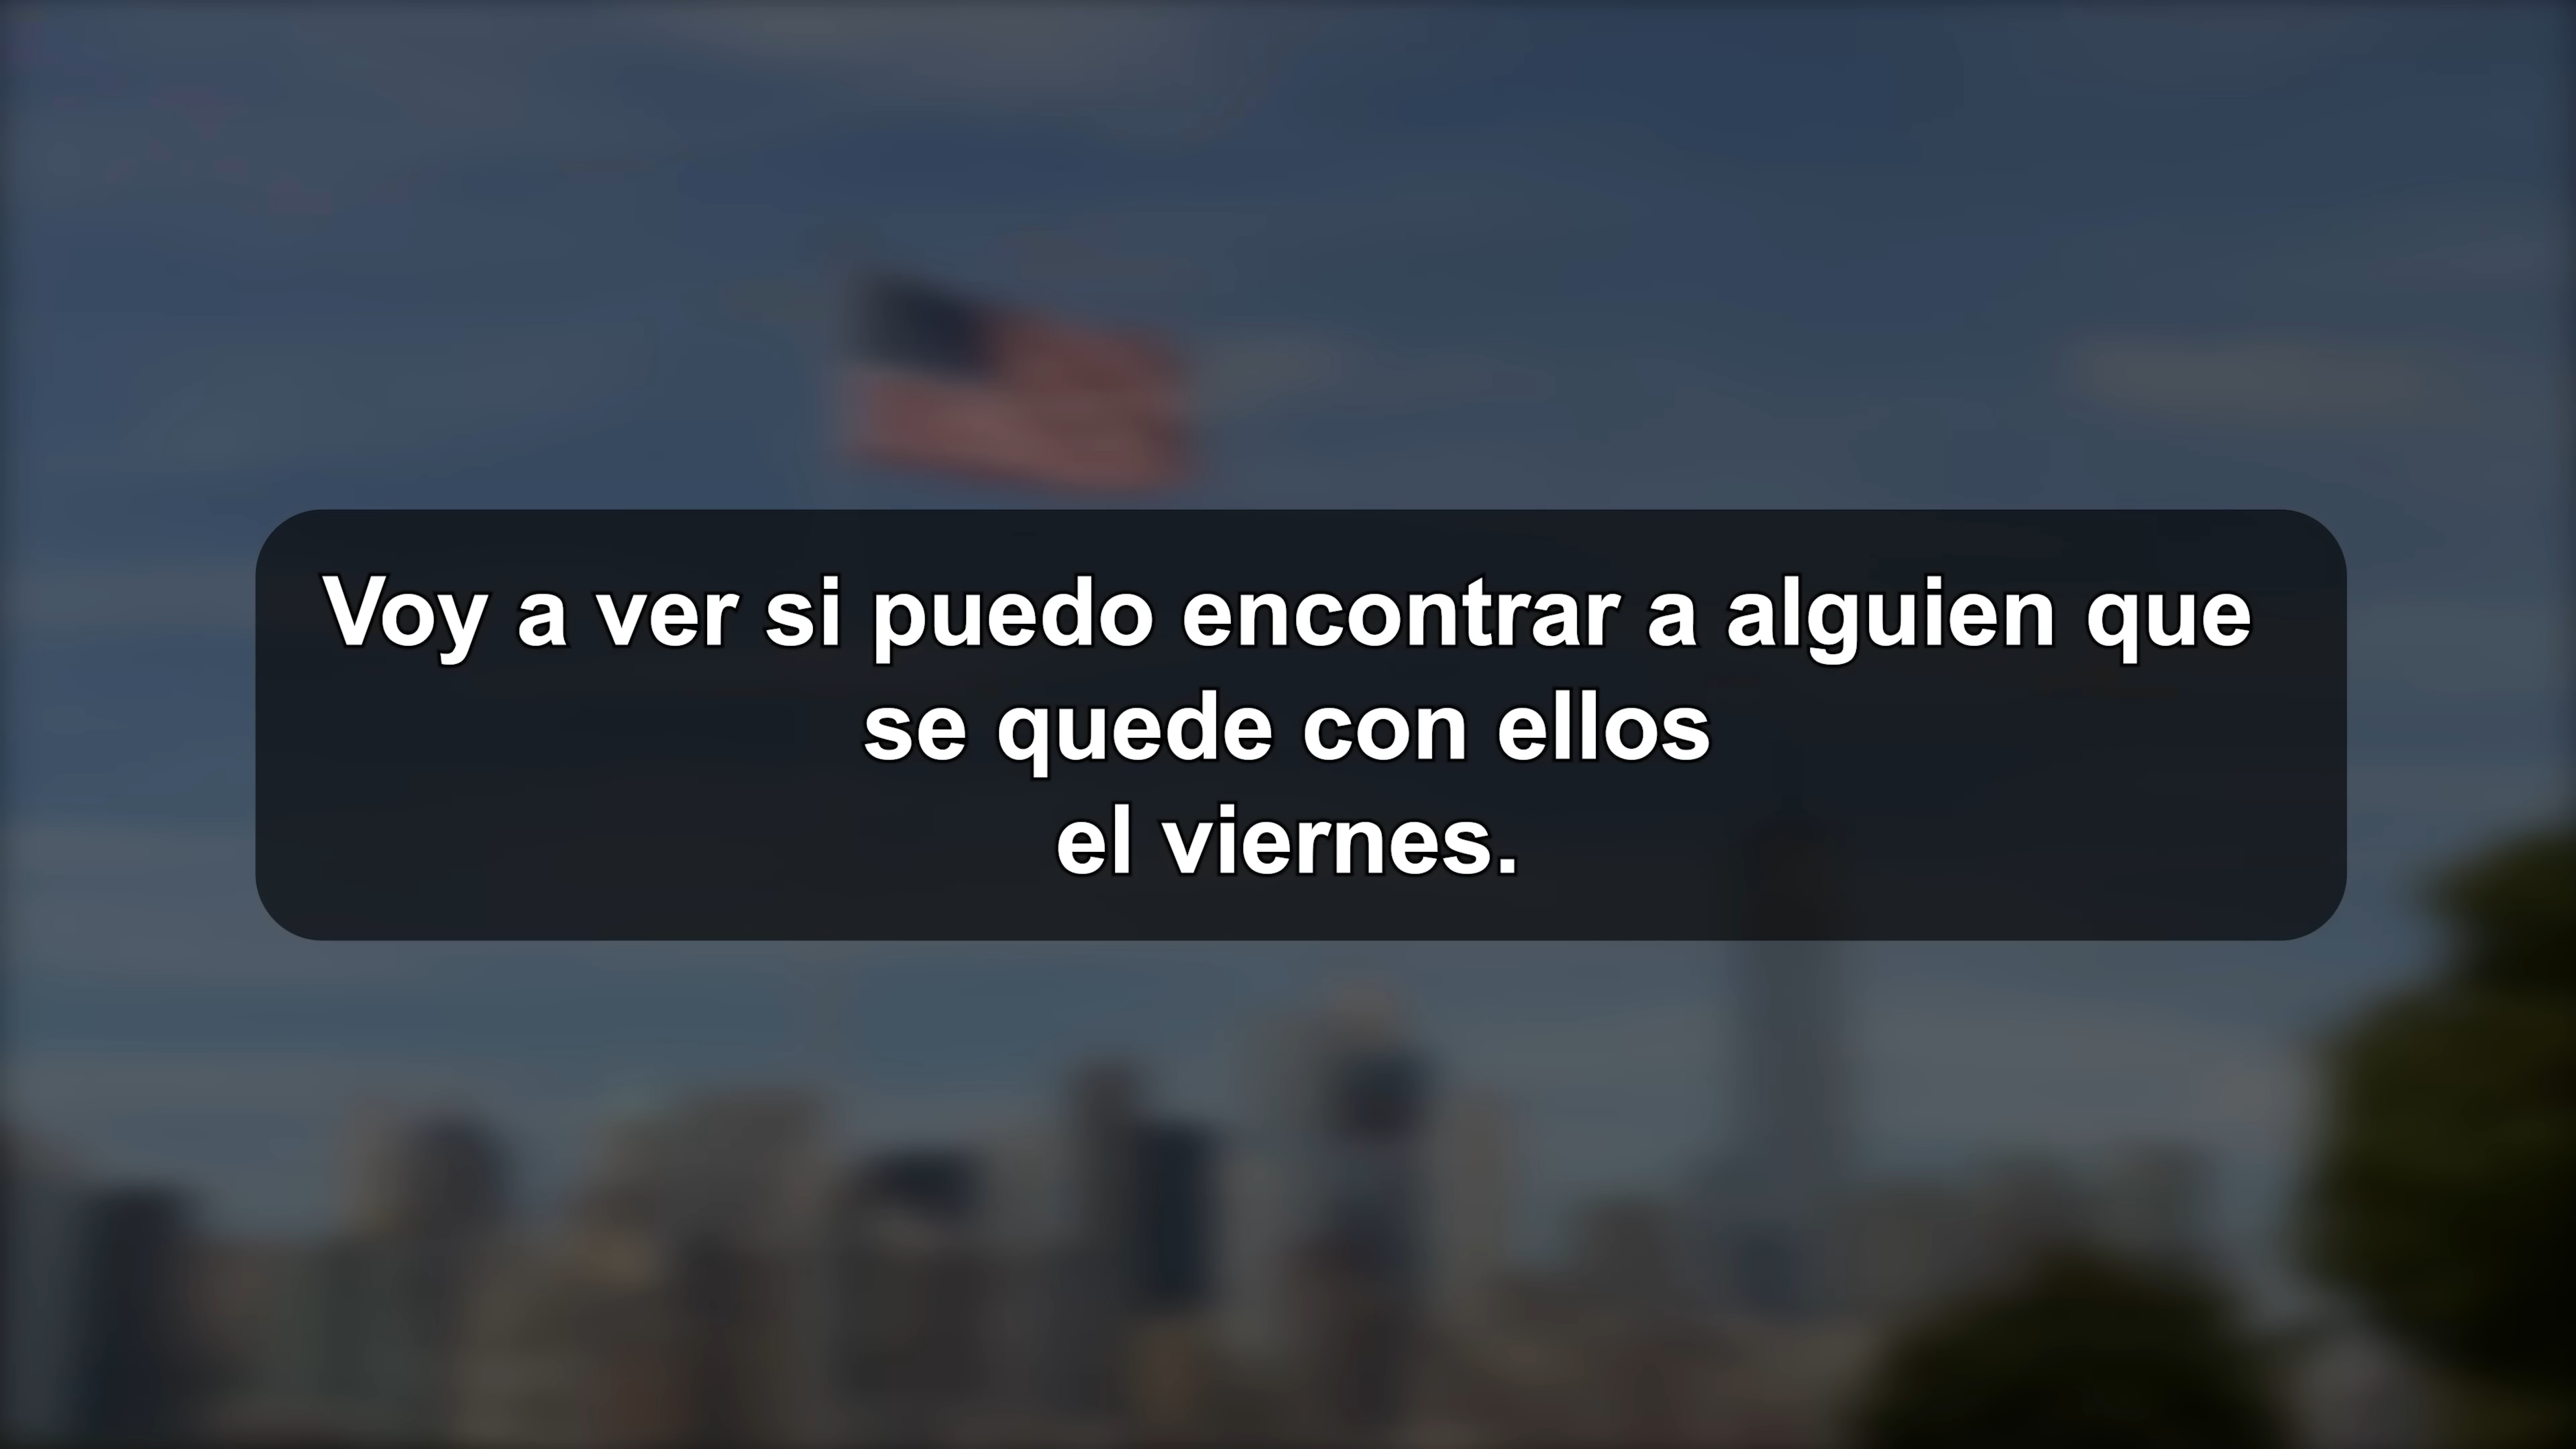 Voy a ver si puedo encontrar a alguien que
se quede con ellos
el viernes.